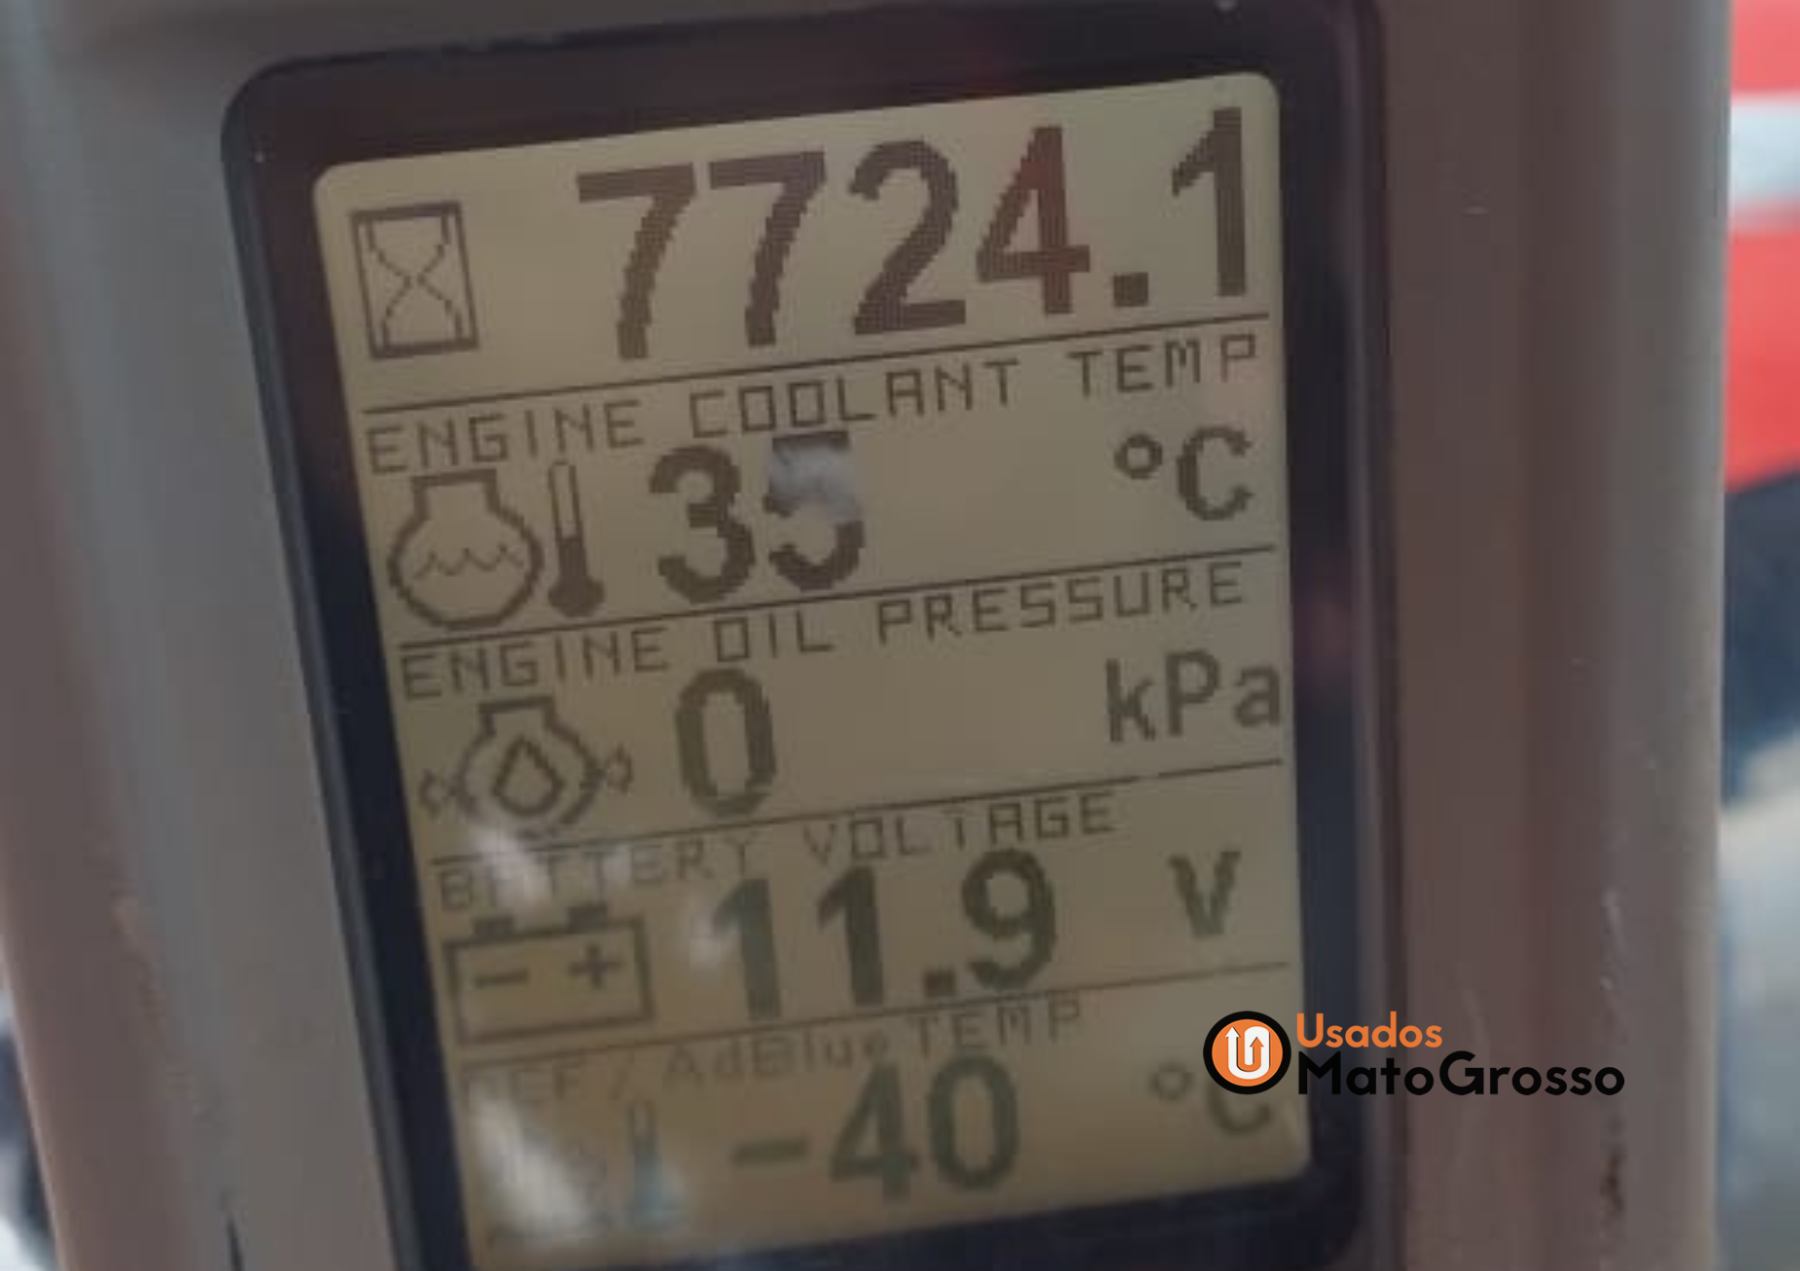 7724.1
ENGINE COOLANT TEMP
35 °C
ENGINE OIL PRESSURE
0 kPa
BATTERY VOLTAGE
11.9 V
DEF / AdBlue TEMP
-40 °C
Usados
MatoGrosso